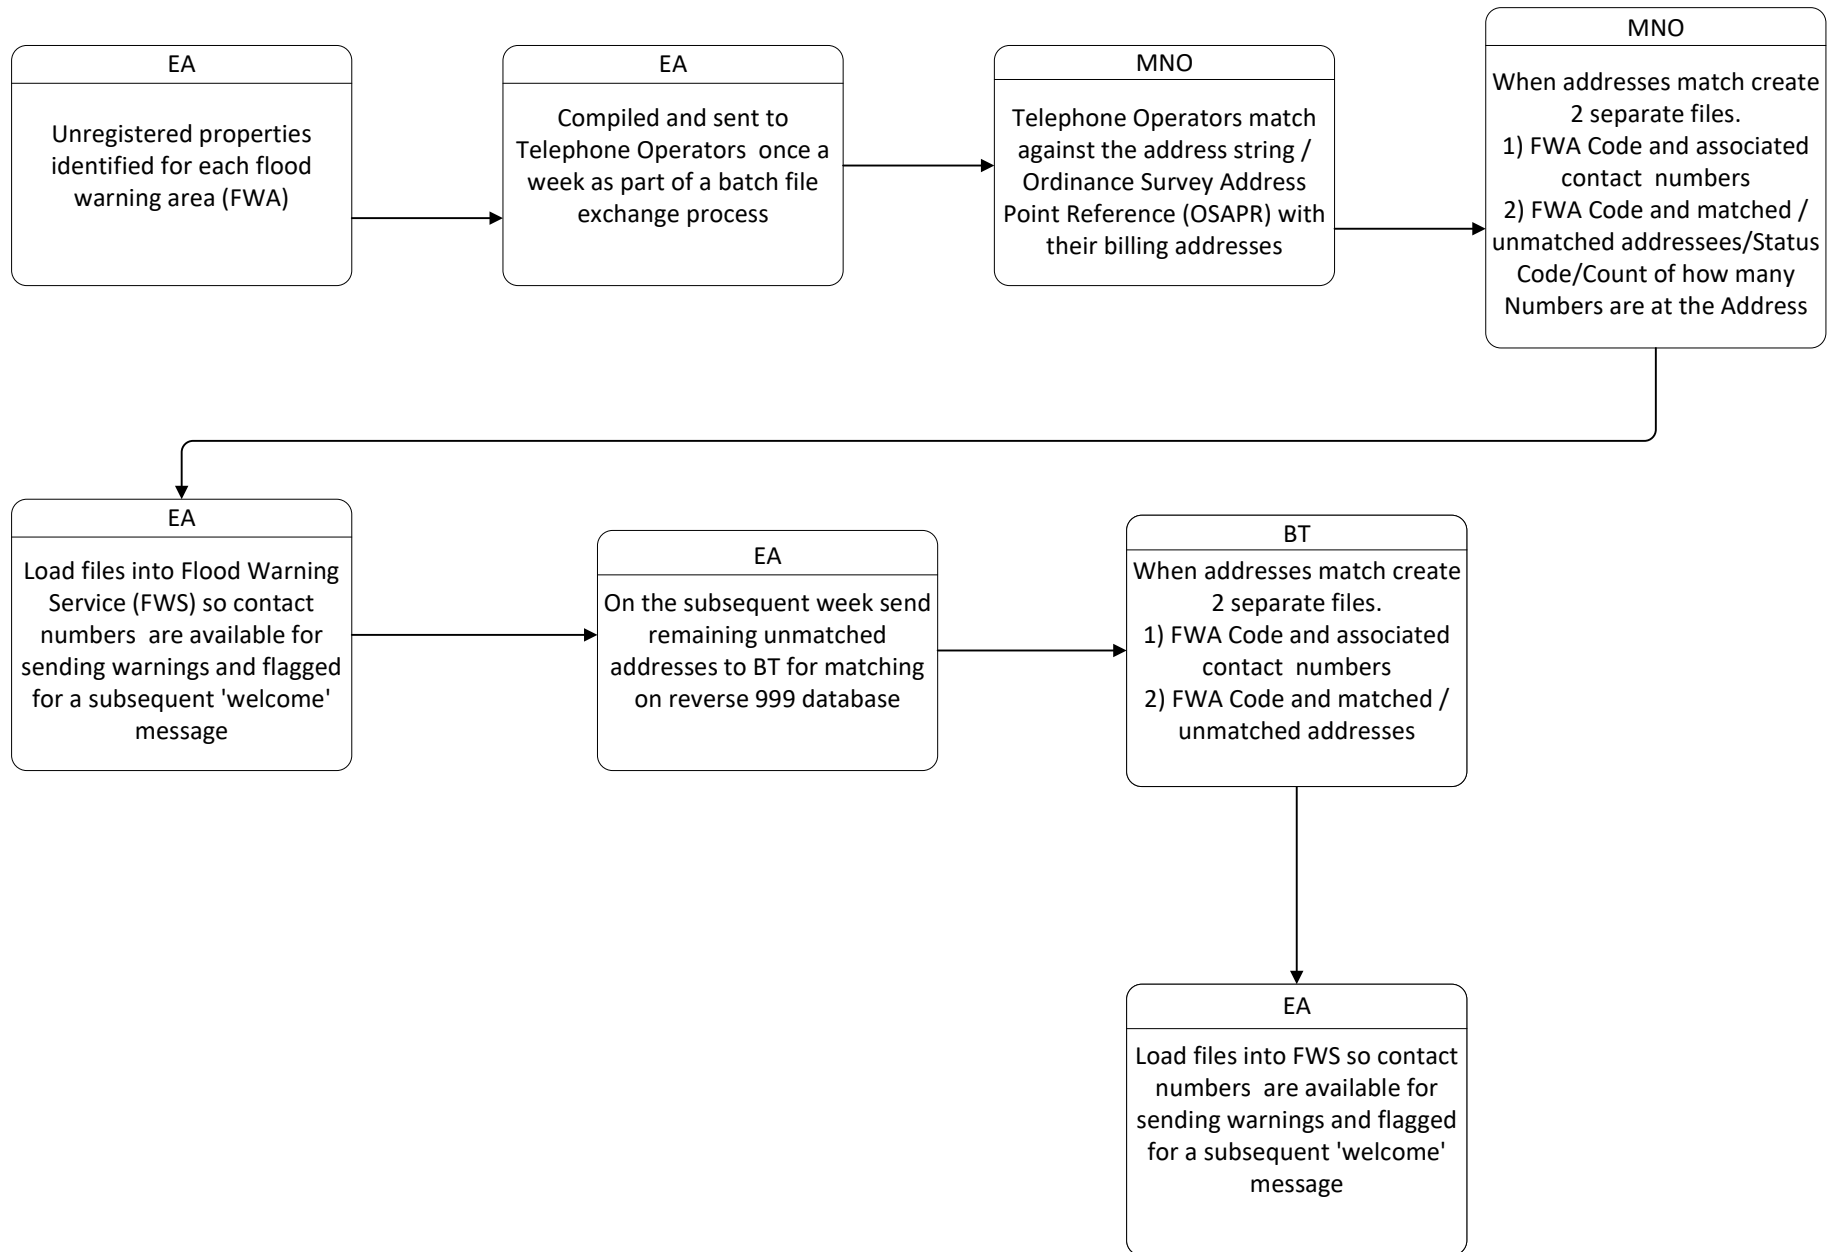 EA
Unregistered properties
identified for each flood
warning area (FWA)
EA
Compiled and sent to
Telephone Operators  once a
week as part of a batch file
exchange process
MNO
Telephone Operators match
against the address string /
Ordinance Survey Address
Point Reference (OSAPR) with
their billing addresses
MNO
When addresses match create
2 separate files.
1) FWA Code and associated
contact  numbers
2) FWA Code and matched /
unmatched addressees/Status
Code/Count of how many
Numbers are at the Address
EA
Load files into Flood Warning
Service (FWS) so contact
numbers  are available for
sending warnings and flagged
for a subsequent 'welcome'
message
EA
On the subsequent week send
remaining unmatched
addresses to BT for matching
on reverse 999 database
BT
When addresses match create
2 separate files.
1) FWA Code and associated
contact  numbers
2) FWA Code and matched /
unmatched addresses
EA
Load files into FWS so contact
numbers  are available for
sending warnings and flagged
for a subsequent 'welcome'
message